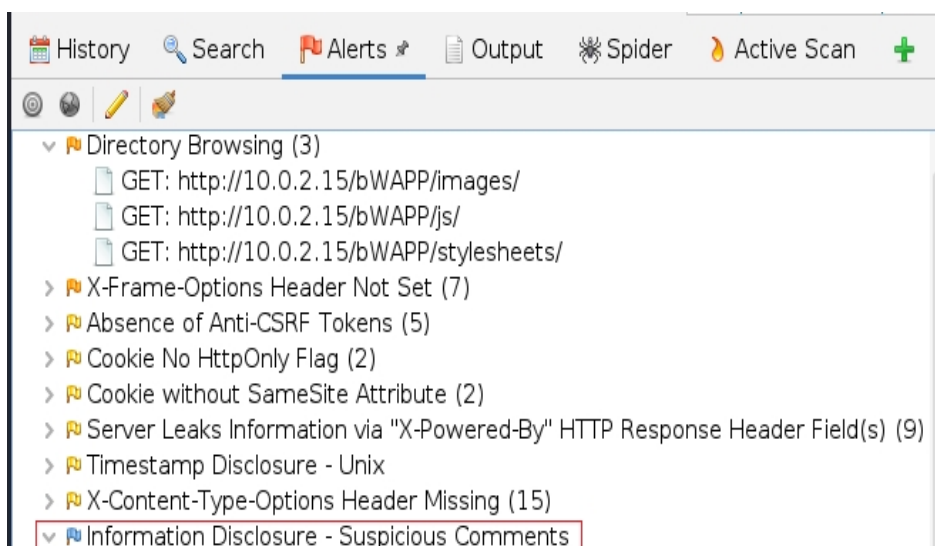 History Search Alerts Output Spider Active Scan
Directory Browsing (3)
GET: http://10.0.2.15/bWAPP/images/
GET: http://10.0.2.15/bWAPP/js/
GET: http://10.0.2.15/bWAPP/stylesheets/
X-Frame-Options Header Not Set (7)
Absence of Anti-CSRF Tokens (5)
Cookie No HttpOnly Flag (2)
Cookie without SameSite Attribute (2)
Server Leaks Information via "X-Powered-By" HTTP Response Header Field(s) (9)
Timestamp Disclosure - Unix
X-Content-Type-Options Header Missing (15)
Information Disclosure - Suspicious Comments